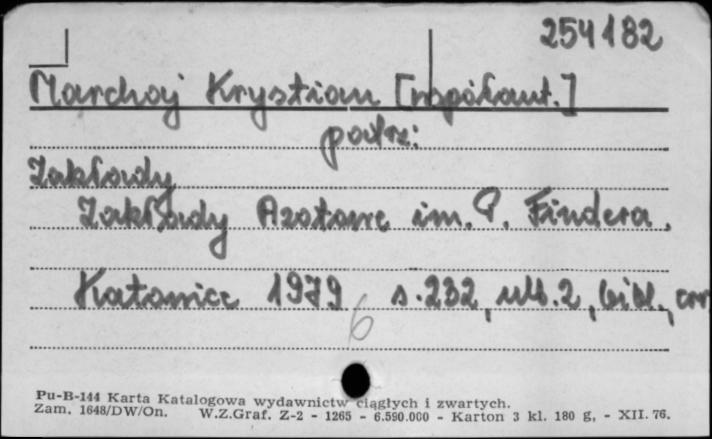 254182
Marchaj Krystian [współaut.]
patrz:
Zakłady
Zakłady Azotowe im. P. Findera.
Katowice 1979 s. 232, nlb. 2, bibl.,
6
Pu-B-144 Karta Katalogowa wydawnictw ciągłych i zwartych.
Zam. 1648/DW/On. W.Z.Graf. Z-2 - 1265 - 6.590.000 - Karton 3 kl. 180 g, - XII. 76.